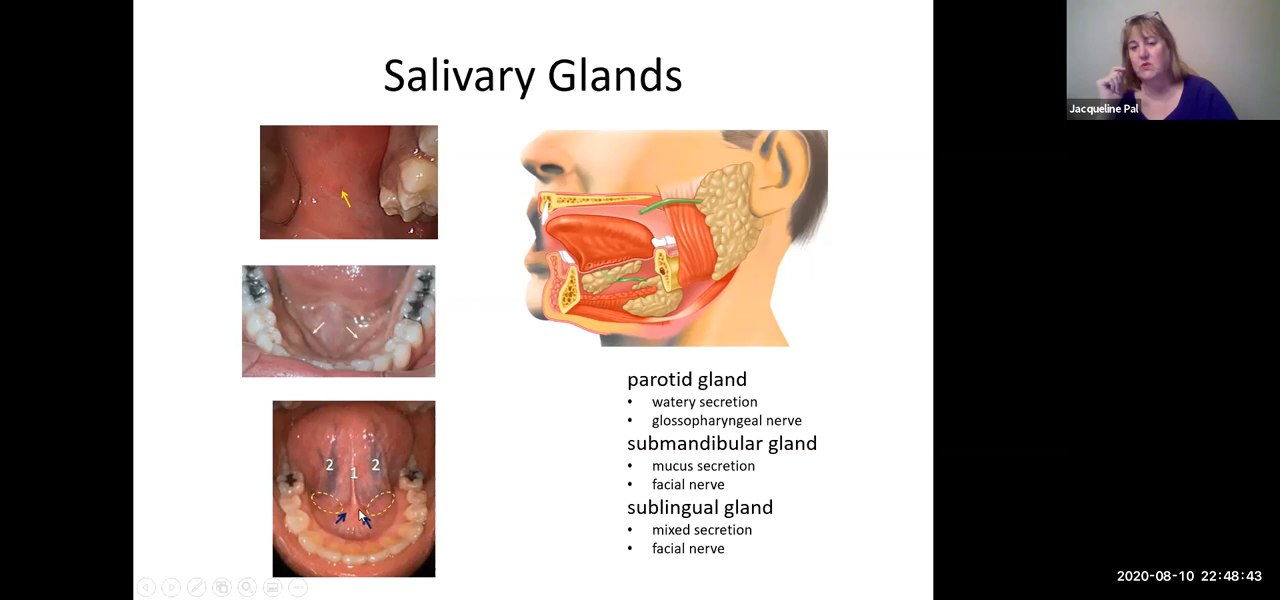 Salivary Glands
Jacqueline Pal
2
2
1
parotid gland
• watery secretion
• glossopharyngeal nerve
submandibular gland
• mucus secretion
• facial nerve
sublingual gland
• mixed secretion
• facial nerve
2020-08-10 22:48:43